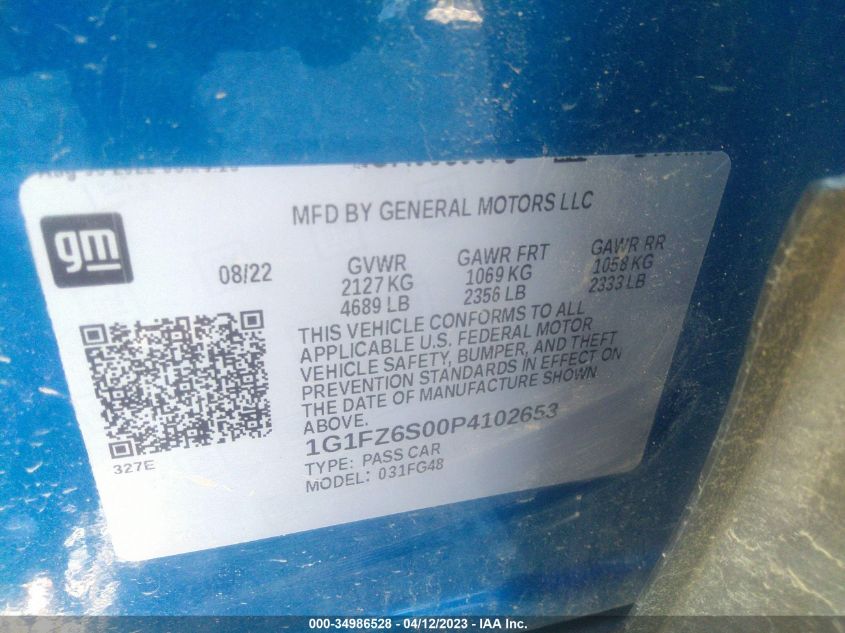 MFD BY GENERAL MOTORS LLC
gm
08/22
GVWR
2127 KG
4689 LB
GAWR FRT
1069 KG
2356 LB
GAWR RR
1058 KG
2333 LB
THIS VEHICLE CONFORMS TO ALL
APPLICABLE U.S. FEDERAL MOTOR
VEHICLE SAFETY, BUMPER, AND THEFT
PREVENTION STANDARDS IN EFFECT ON
THE DATE OF MANUFACTURE SHOWN
ABOVE.
1G1FZ6S00P4102653
327E
TYPE: PASS CAR
MODEL: 031FG48
000-34986528 - 04/12/2023 - IAA Inc.